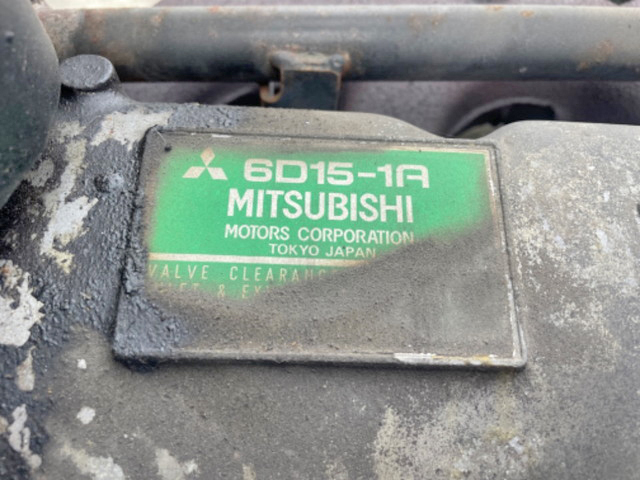 6D15-1A
MITSUBISHI
MOTORS CORPORATION
TOKYO JAPAN
VALVE CLEARANCE
&